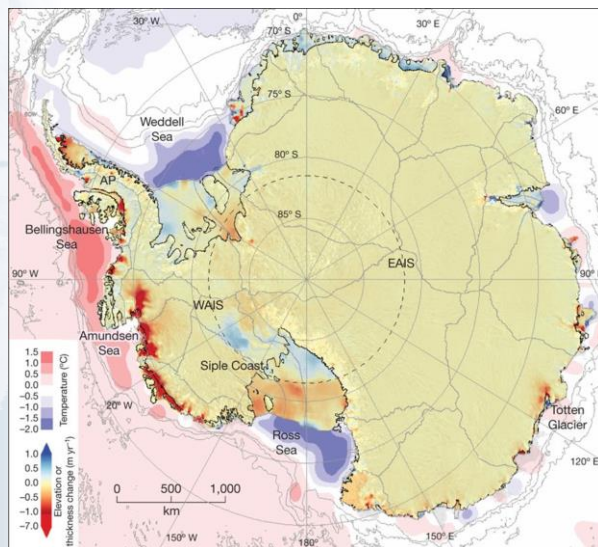 30° W
0°
30° E
70° S
75° S
80° S
85° S
60° E
Weddell
Sea
AP
Bellingshausen
Sea
90° W
EAIS
90°
WAIS
Amundsen
Sea
Siple Coast
20° W
Ross
Sea
Totten
Glacier
120° E
150° W
180°
150° E
1.5
1.0
0.5
0.0
−0.5
−1.0
−1.5
−2.0
Temperature (°C)
1.0
0.5
0.0
−0.5
−1.0
−7.0
Elevation or
thickness change (m yr⁻¹)
0 500 1,000
km